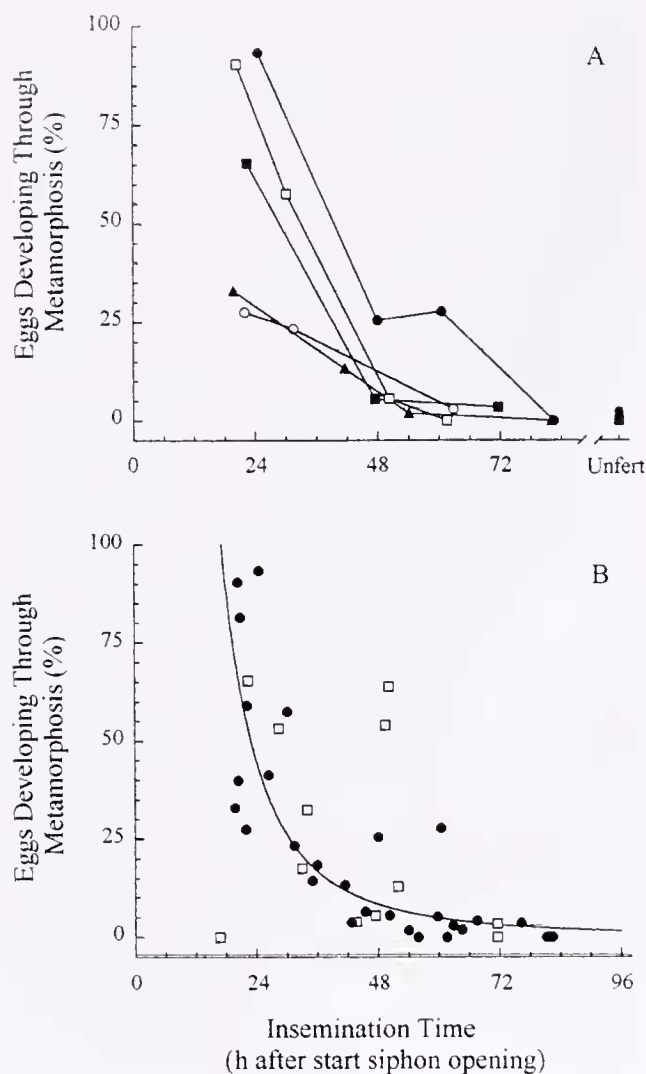 A
Eggs Developing Through
Metamorphosis (%)
100
75
50
25
0
0 24 48 72 Unfert
B
Eggs Developing Through
Metamorphosis (%)
100
75
50
25
0
0 24 48 72 96
Insemination Time
(h after start siphon opening)